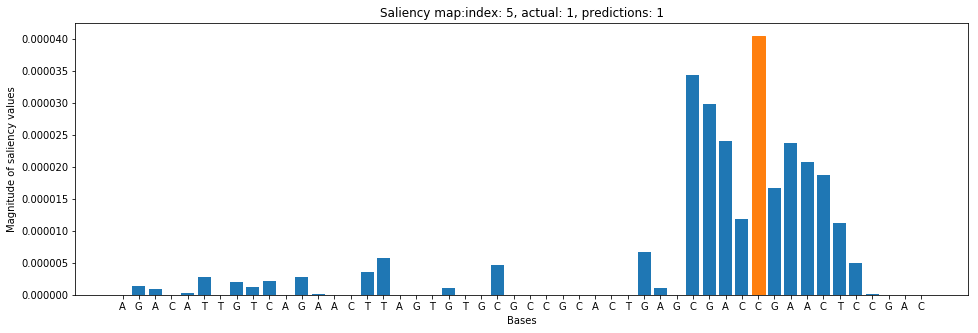 Saliency map:index: 5, actual: 1, predictions: 1
0.000040
0.000035
0.000030
0.000025
0.000020
0.000015
0.000010
0.000005
0.000000
Magnitude of saliency values
A G A C A T T G T C A G A A C T T A G T G T G C G C C G C A C T G A G C G A C C G A A C T C C G A C
Bases